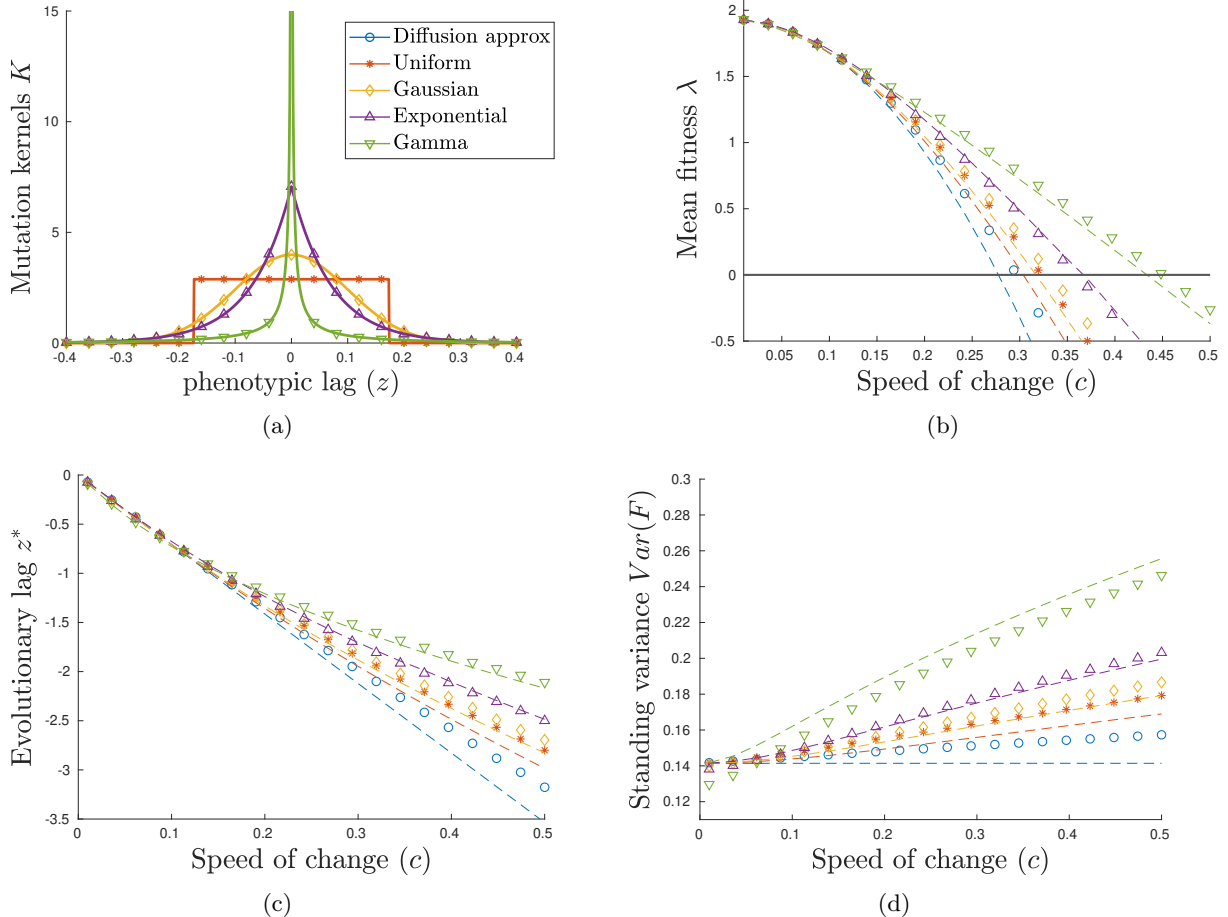 Mutation kernels K
15
10
5
0
-0.4 -0.3 -0.2 -0.1 0 0.1 0.2 0.3 0.4
phenotypic lag (z)
Diffusion approx
Uniform
Gaussian
Exponential
Gamma
(a)
Mean fitness λ
2
1.5
1
0.5
0
-0.5
0.05 0.1 0.15 0.2 0.25 0.3 0.35 0.4 0.45 0.5
Speed of change (c)
(b)
Evolutionary lag z*
0
-0.5
-1
-1.5
-2
-2.5
-3
-3.5
0 0.1 0.2 0.3 0.4 0.5
Speed of change (c)
(c)
Standing variance Var(F)
0.3
0.28
0.26
0.24
0.22
0.2
0.18
0.16
0.14
0.12
0 0.1 0.2 0.3 0.4 0.5
Speed of change (c)
(d)